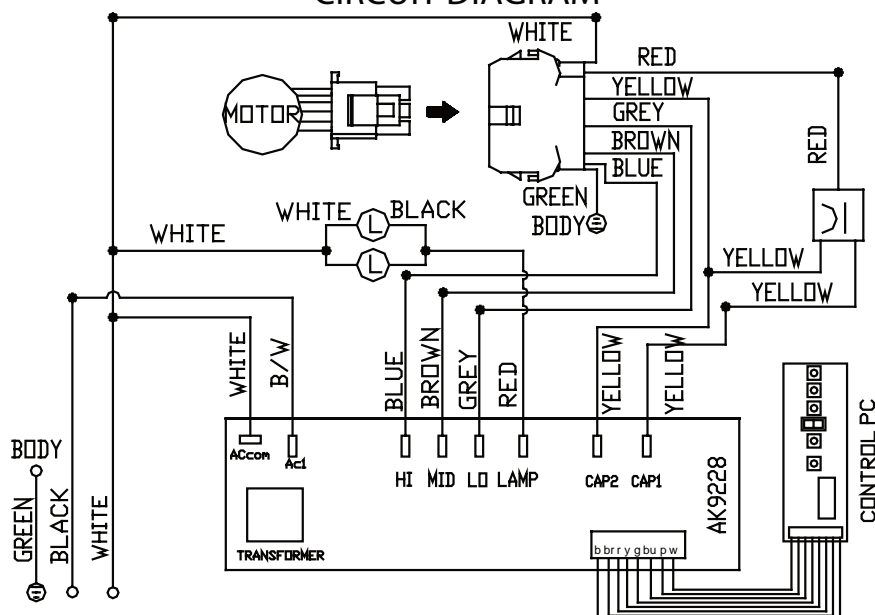 CIRCUIT DIAGRAM
WHITE
RED
YELLOW
GREY
BROWN
BLUE
GREEN
BODY
MOTOR
RED
WHITE
BLACK
L
L
WHITE
YELLOW
YELLOW
WHITE
B/W
BLUE
BROWN
GREY
RED
YELLOW
YELLOW
ACcom
Ac1
HI
MID
LO
LAMP
CAP2
CAP1
AK9228
CONTROL PC
TRANSFORMER
b b r r y g b u p w
BODY
GREEN
BLACK
WHITE